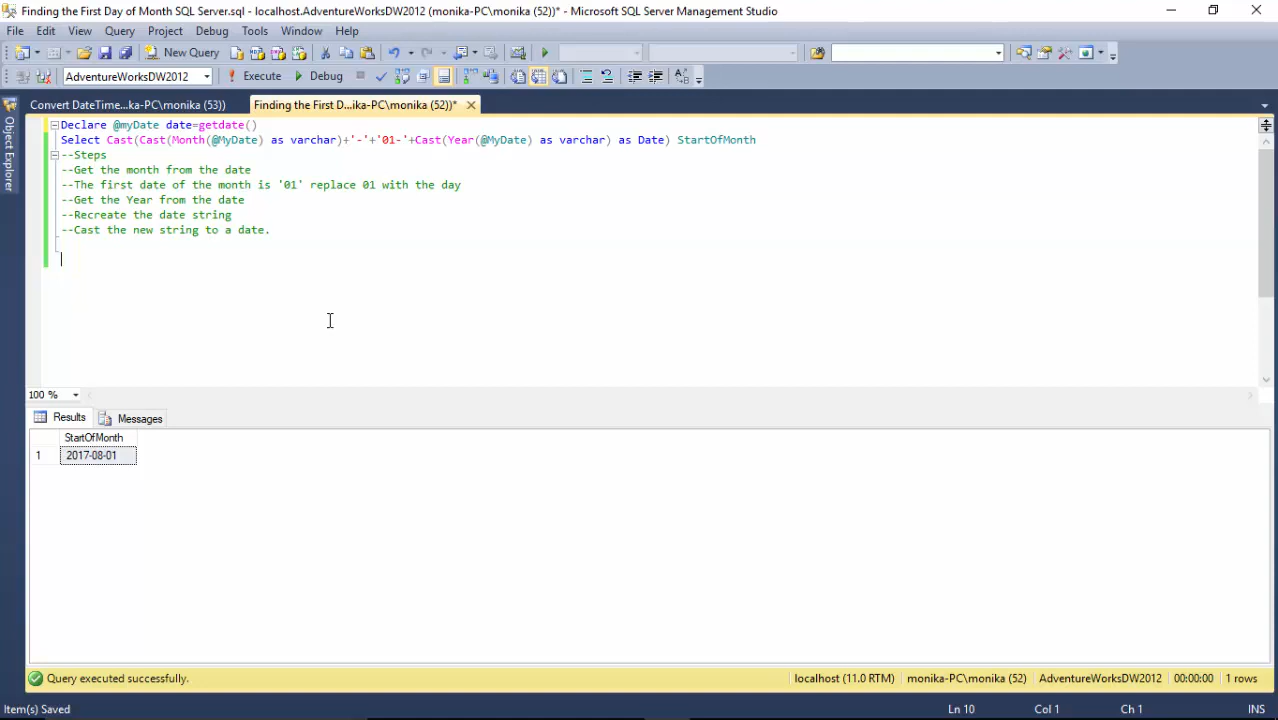 Finding the First Day of Month SQL Server.sql - localhost.AdventureWorksDW2012 (monika-PC\monika (52))* - Microsoft SQL Server Management Studio
File Edit View Query Project Debug Tools Window Help
New Query
AdventureWorksDW2012 Execute Debug
Object Explorer
Convert DateTime...ka-PC\monika (53)) Finding the First D...ika-PC\monika (52))*
Declare @myDate date=getdate()
Select Cast(Cast(Month(@MyDate) as varchar)+'-'+'01-'+Cast(Year(@MyDate) as varchar) as Date) StartOfMonth
--Steps
--Get the month from the date
--The first date of the month is '01' replace 01 with the day
--Get the Year from the date
--Recreate the date string
--Cast the new string to a date.
100 %
Results Messages
StartOfMonth
1 2017-08-01
Query executed successfully. localhost (11.0 RTM) monika-PC\monika (52) AdventureWorksDW2012 00:00:00 1 rows
Item(s) Saved Ln 10 Col 1 Ch 1 INS